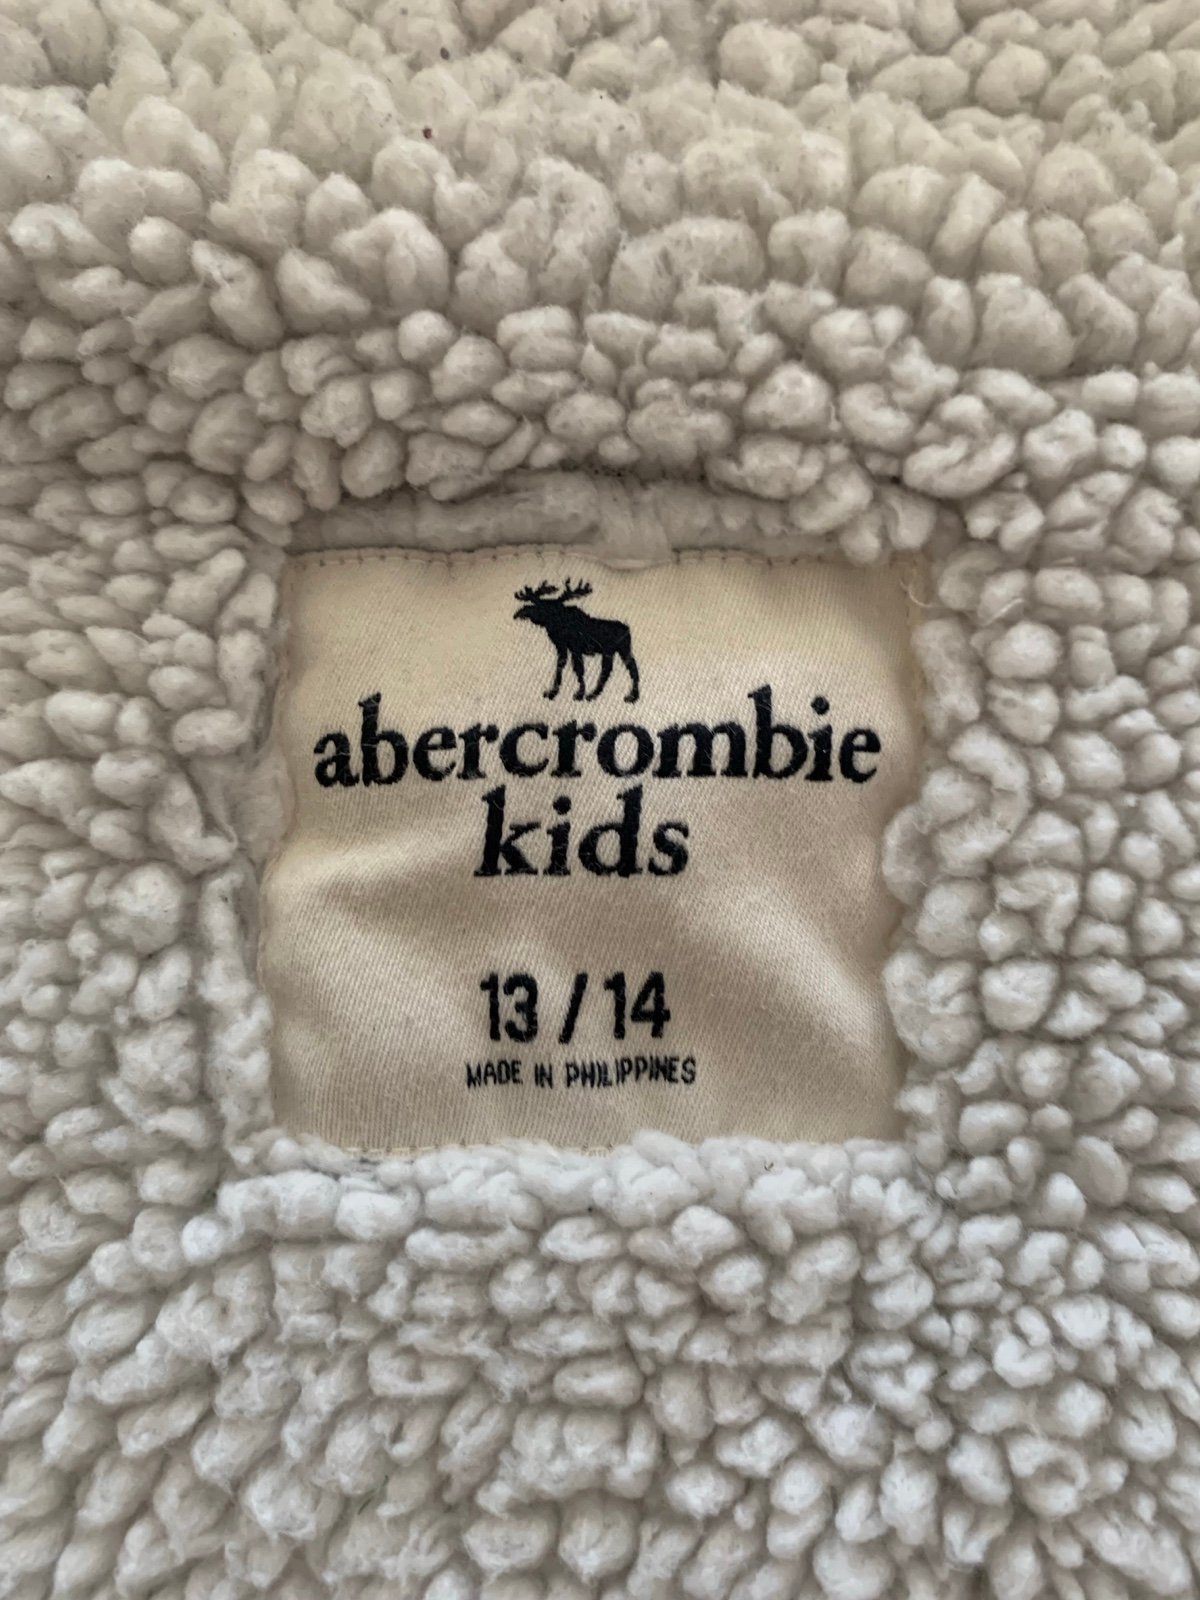 abercrombie
kids
13 / 14
MADE IN PHILIPPINES